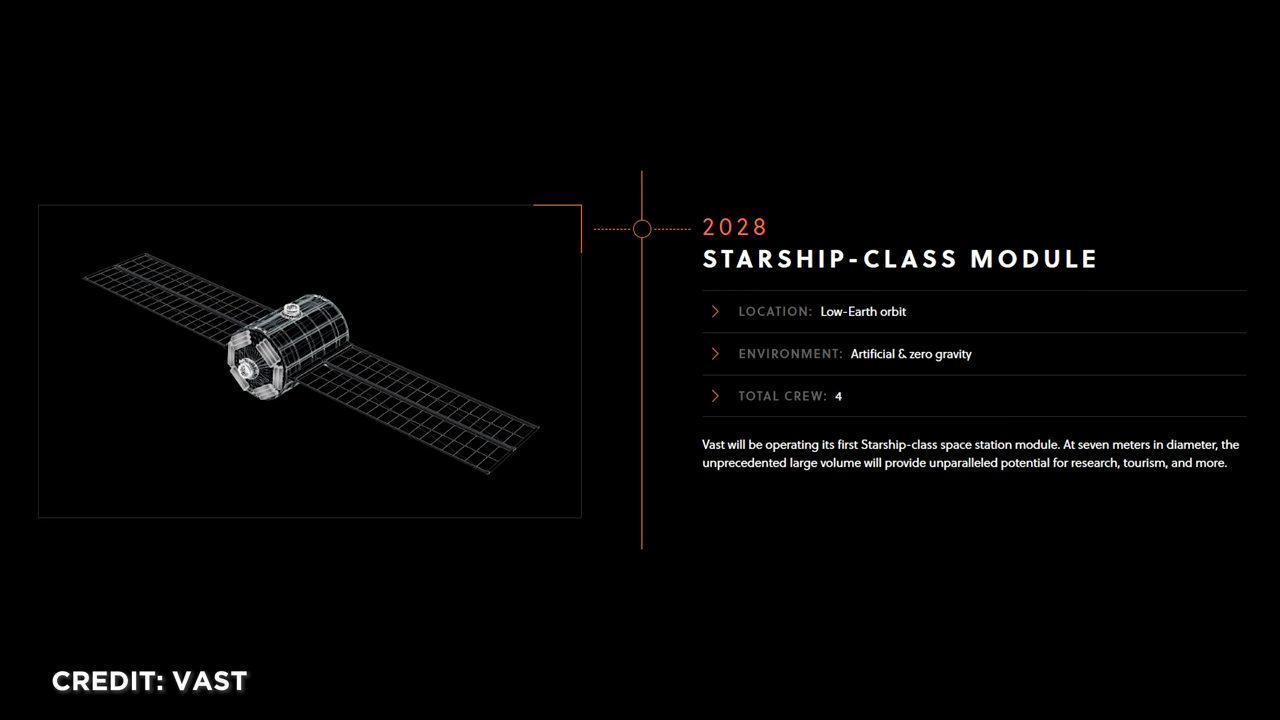 2028
STARSHIP-CLASS MODULE
LOCATION: Low-Earth orbit
ENVIRONMENT: Artificial & zero gravity
TOTAL CREW: 4
Vast will be operating its first Starship-class space station module. At seven meters in diameter, the
unprecedented large volume will provide unparalleled potential for research, tourism, and more.
CREDIT: VAST